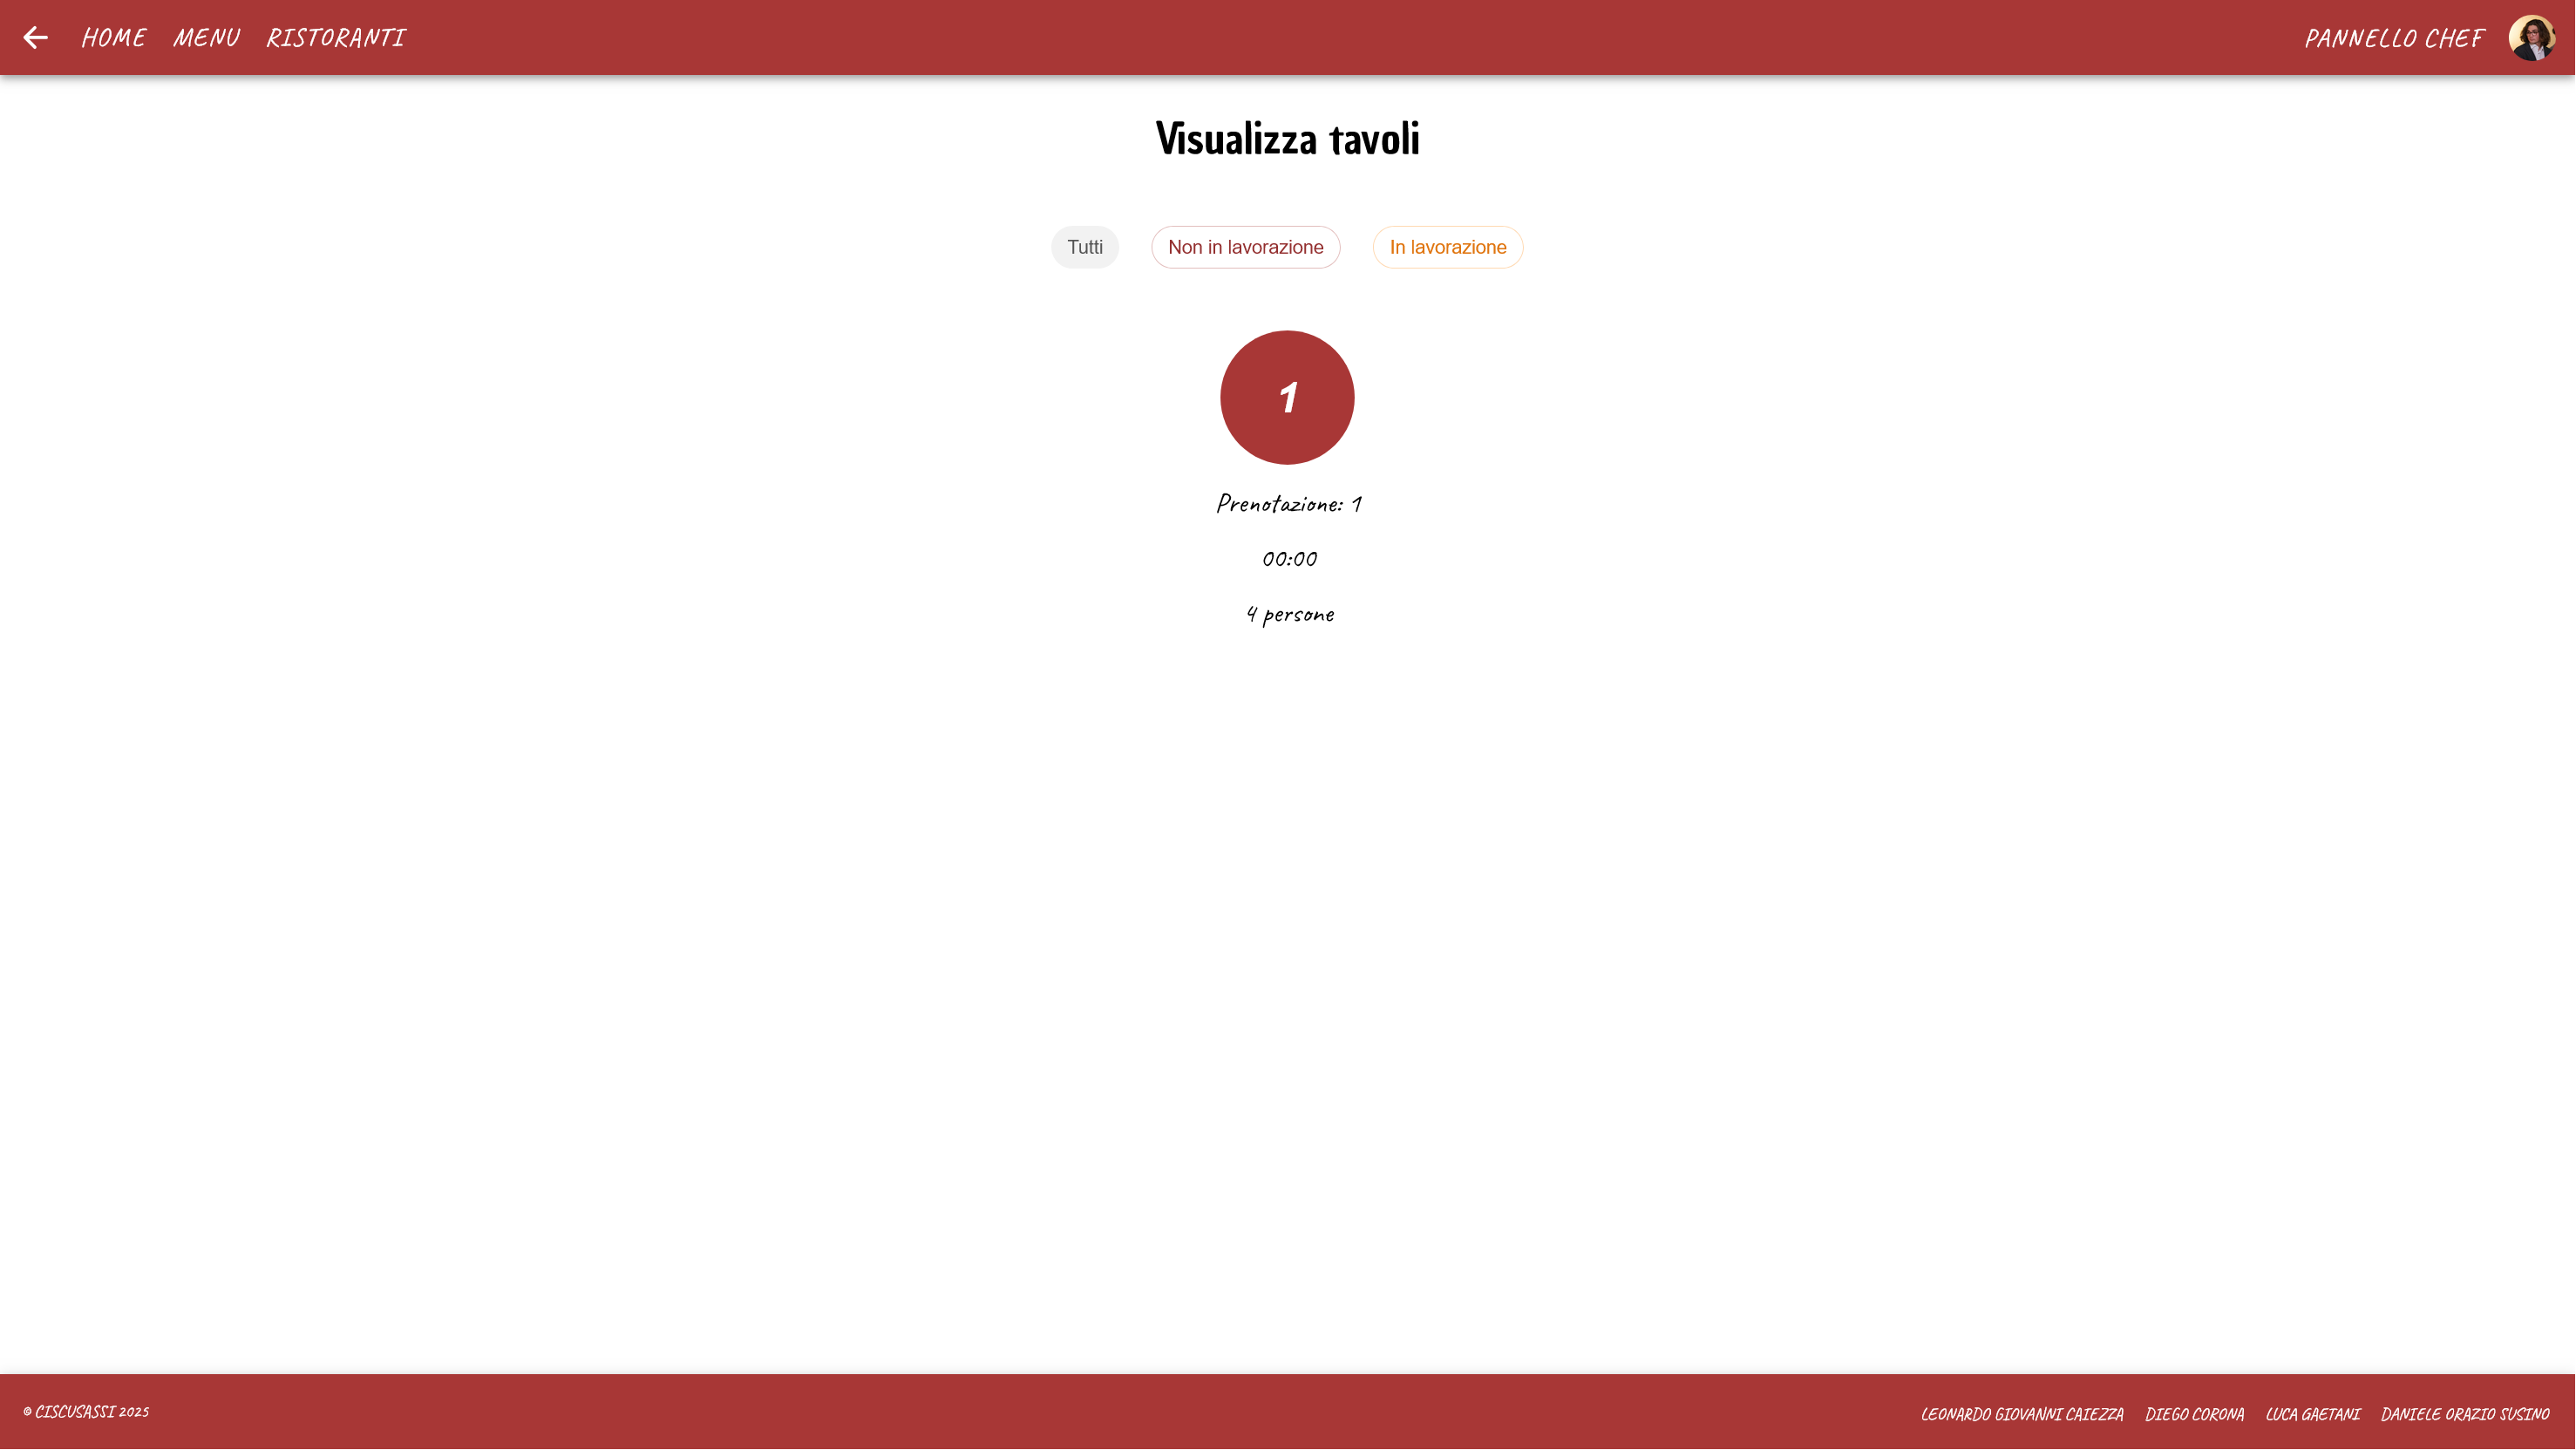 HOME MENU RISTORANTI PANNELLO CHEF
Visualizza tavoli
Tutti Non in lavorazione In lavorazione
1
Prenotazione: 1
00:00
4 persone
© CISCUSASSI 2025 LEONARDO GIOVANNI CAIEZZA DIEGO CORONA LUCA GAETANI DANIELE ORAZIO SUSINO